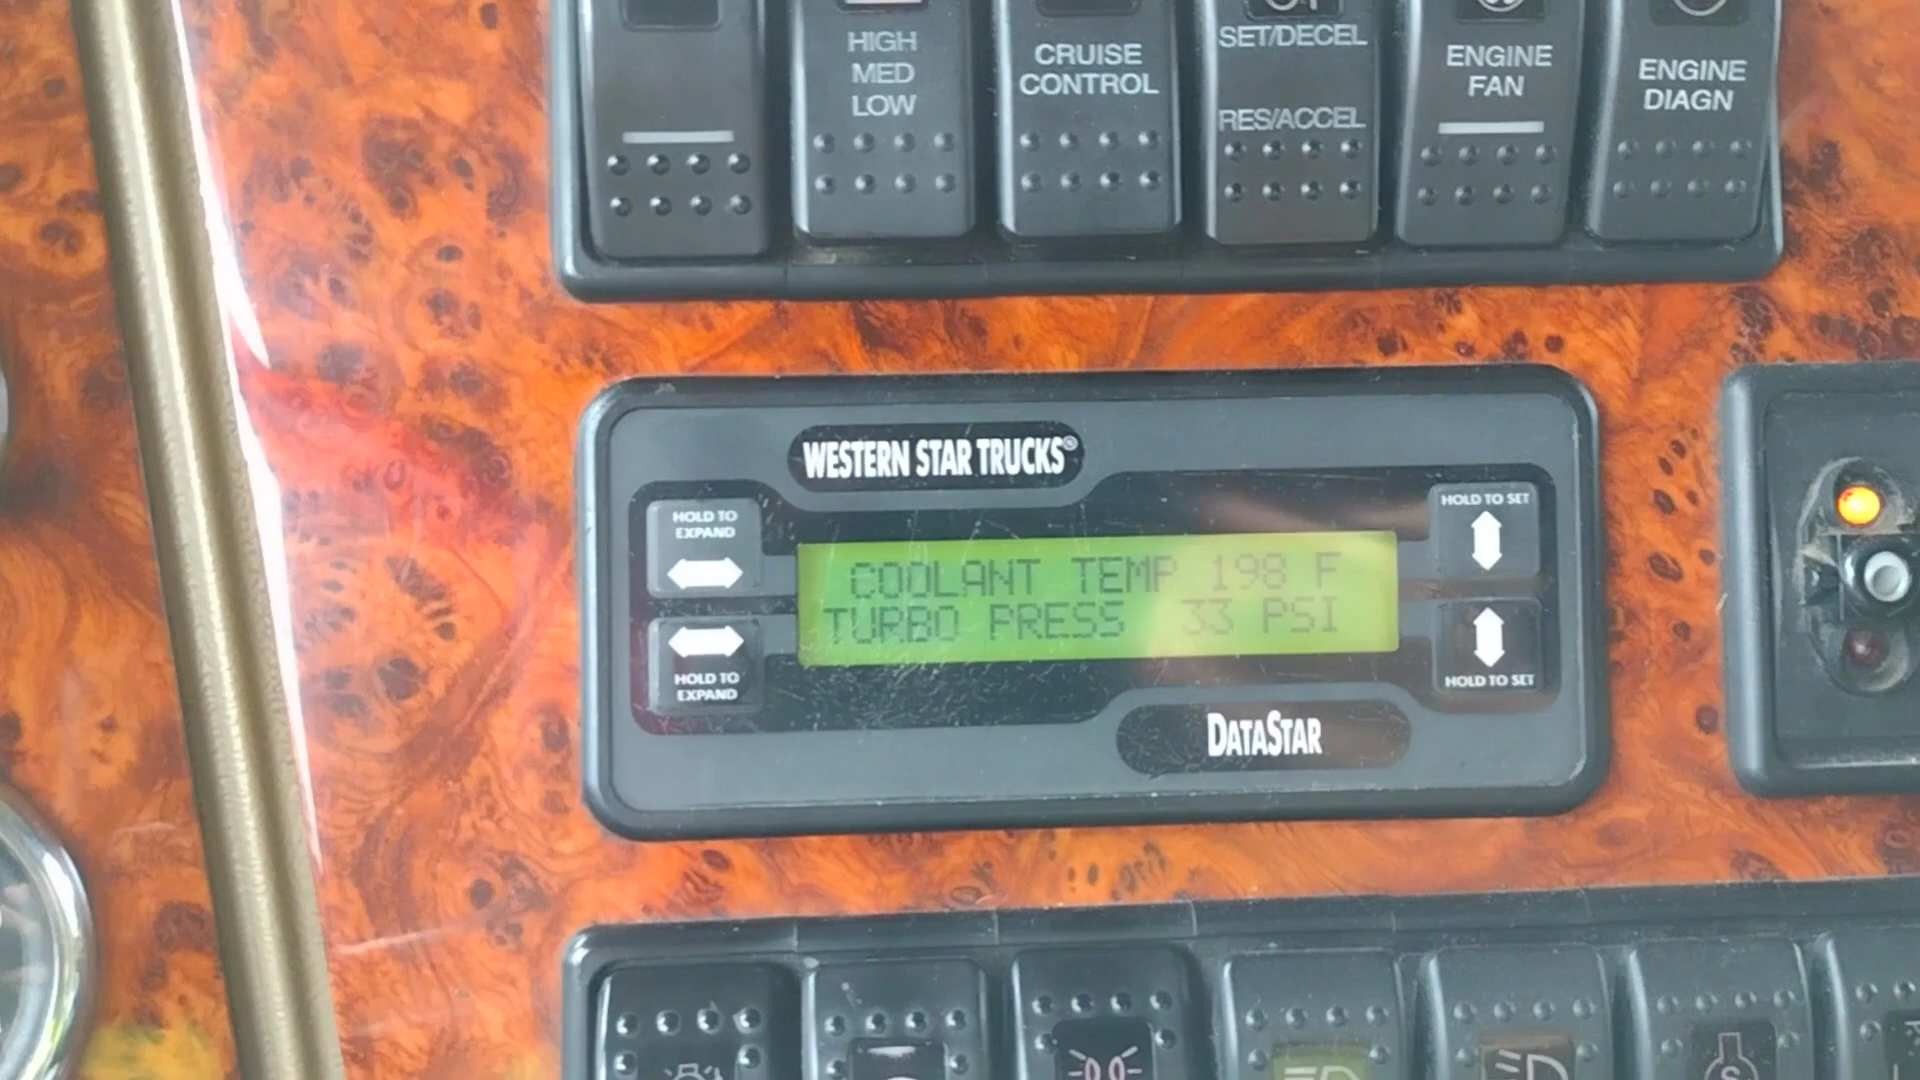 HIGH
MED
LOW
CRUISE
CONTROL
SET/DECEL
RES/ACCEL
ENGINE
FAN
ENGINE
DIAGN
WESTERN STAR TRUCKS®
HOLD TO
EXPAND
HOLD TO SET
COOLANT TEMP 198 F
TURBO PRESS 33 PSI
HOLD TO
EXPAND
HOLD TO SET
DATASTAR
S